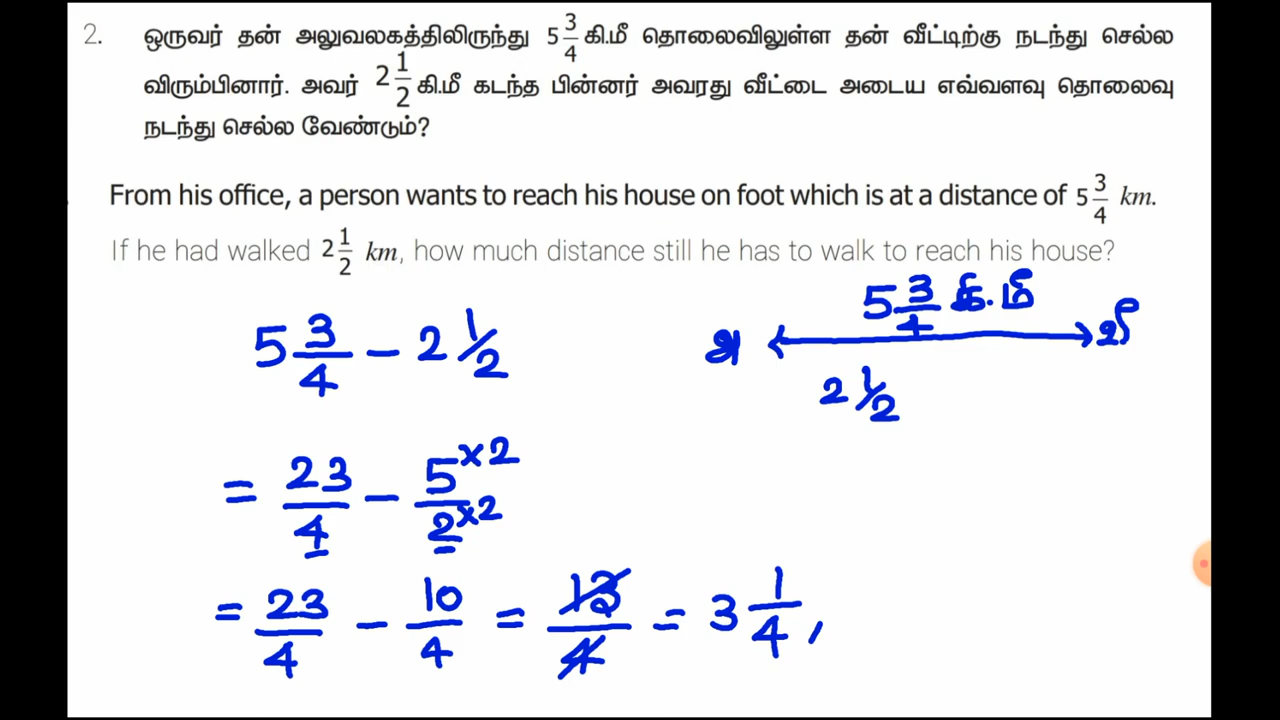 2. ஒருவர் தன் அலுவலகத்திலிருந்து 5 3/4 கி.மீ தொலைவிலுள்ள தன் வீட்டிற்கு நடந்து செல்ல
விரும்பினார். அவர் 2 1/2 கி.மீ கடந்த பின்னர் அவரது வீட்டை அடைய எவ்வளவு தொலைவு
நடந்து செல்ல வேண்டும்?
From his office, a person wants to reach his house on foot which is at a distance of 5 3/4 km.
If he had walked 2 1/2 km, how much distance still he has to walk to reach his house?
5 3/4 கி.மீ
அ வீ
2 1/2
5 3/4 - 2 1/2
= 23/4 - 5×2/2×2
= 23/4 - 10/4 = 13/4 = 3 1/4,